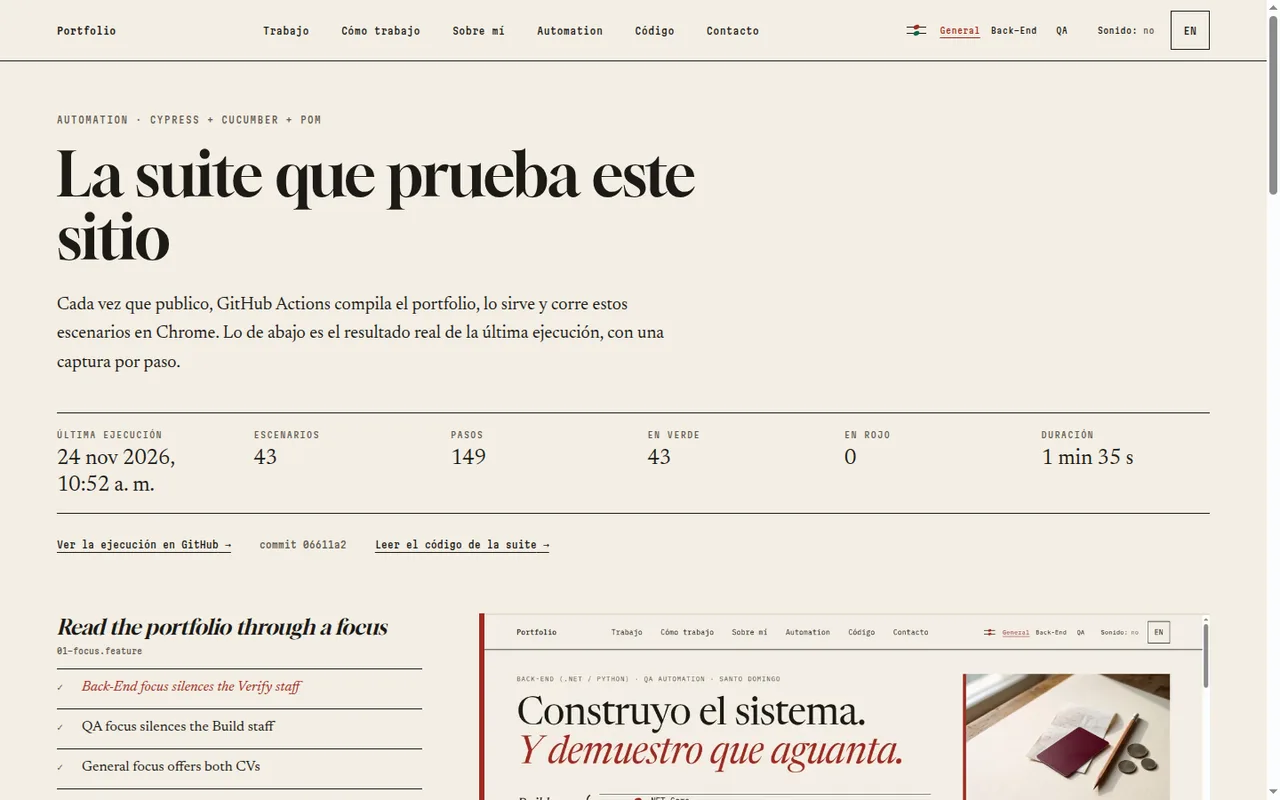 Portfolio
Trabajo Cómo trabajo Sobre mí Automation Código Contacto
General Back-End QA Sonido: no EN
AUTOMATION · CYPRESS + CUCUMBER + POM
La suite que prueba este
sitio
Cada vez que publico, GitHub Actions compila el portfolio, lo sirve y corre estos
escenarios en Chrome. Lo de abajo es el resultado real de la última ejecución, con una
captura por paso.
ÚLTIMA EJECUCIÓN
24 nov 2026,
10:52 a. m.
ESCENARIOS
43
PASOS
149
EN VERDE
43
EN ROJO
0
DURACIÓN
1 min 35 s
Ver la ejecución en GitHub → commit 06611a2 Leer el código de la suite →
Read the portfolio through a focus
01-focus.feature
✓ Back-End focus silences the Verify staff
✓ QA focus silences the Build staff
✓ General focus offers both CVs
Portfolio Trabajo Cómo trabajo Sobre mí Automation Código Contacto General Back-End QA Sonido: no EN
BACK-END (.NET / PYTHON) · QA AUTOMATION · SANTO DOMINGO
Construyo el sistema.
Y demuestro que aguanta.